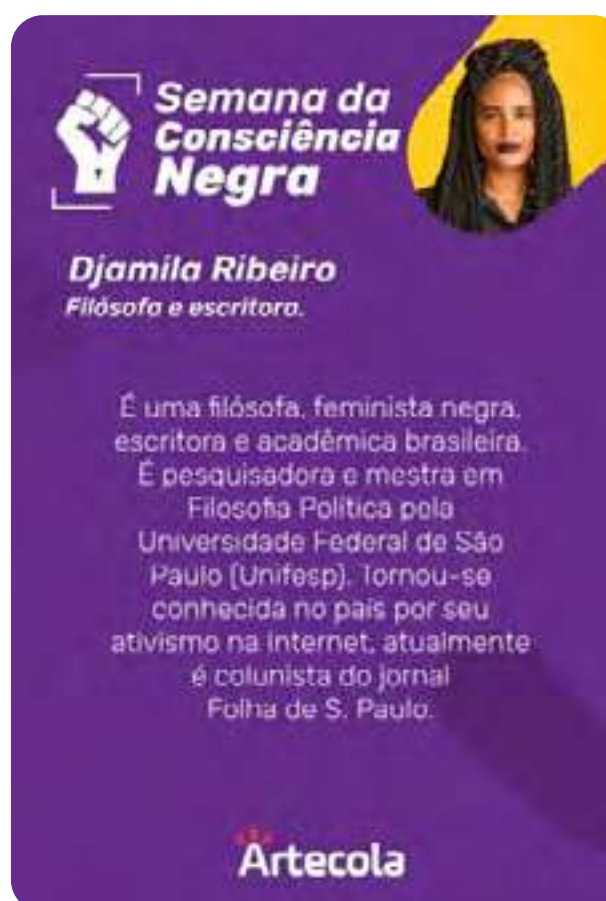 Semana da
Consciência
Negra
Djamila Ribeiro
Filósofa e escritora.
É uma filósofa, feminista negra,
escritora e acadêmica brasileira.
É pesquisadora e mestra em
Filosofia Política pela
Universidade Federal de São
Paulo (Unifesp). Tornou-se
conhecida no país por seu
ativismo na internet, atualmente
é colunista do jornal
Folha de S. Paulo.
Artecola